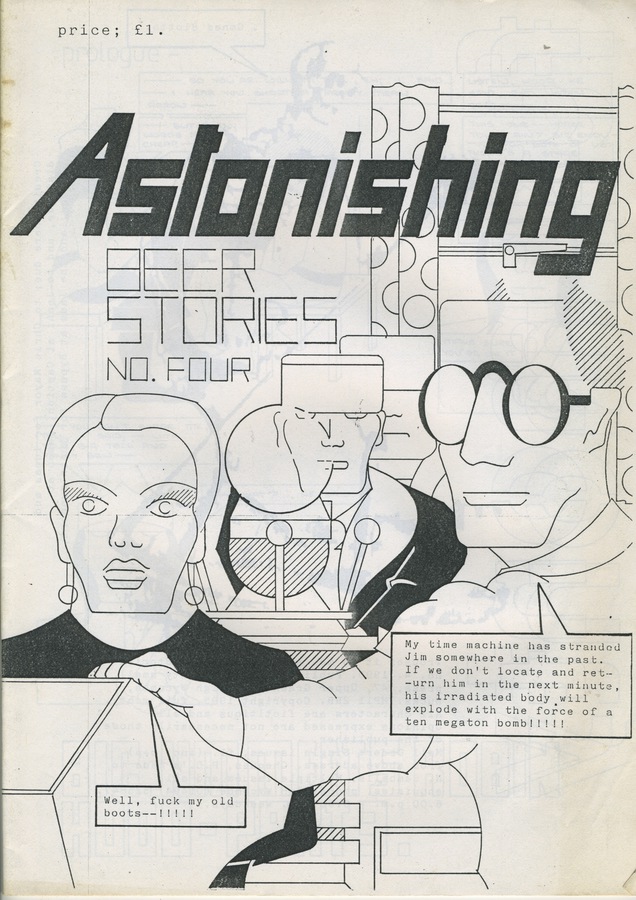 price; £1.
Astonishing
BEER
STORIES
NO. FOUR
My time machine has stranded
Jim somewhere in the past.
If we don't locate and ret-
-urn him in the next minute,
his irradiated body will
explode with the force of a
ten megaton bomb!!!!!
Well, fuck my old
boots--!!!!!